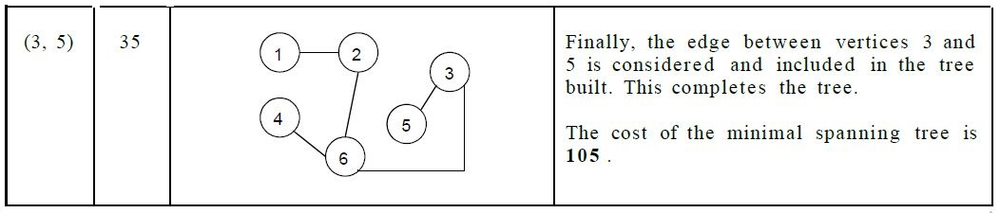 (3, 5)
35
1
2
3
4
5
6
Finally, the edge between vertices 3 and
5 is considered and included in the tree
built. This completes the tree.
The cost of the minimal spanning tree is
105 .